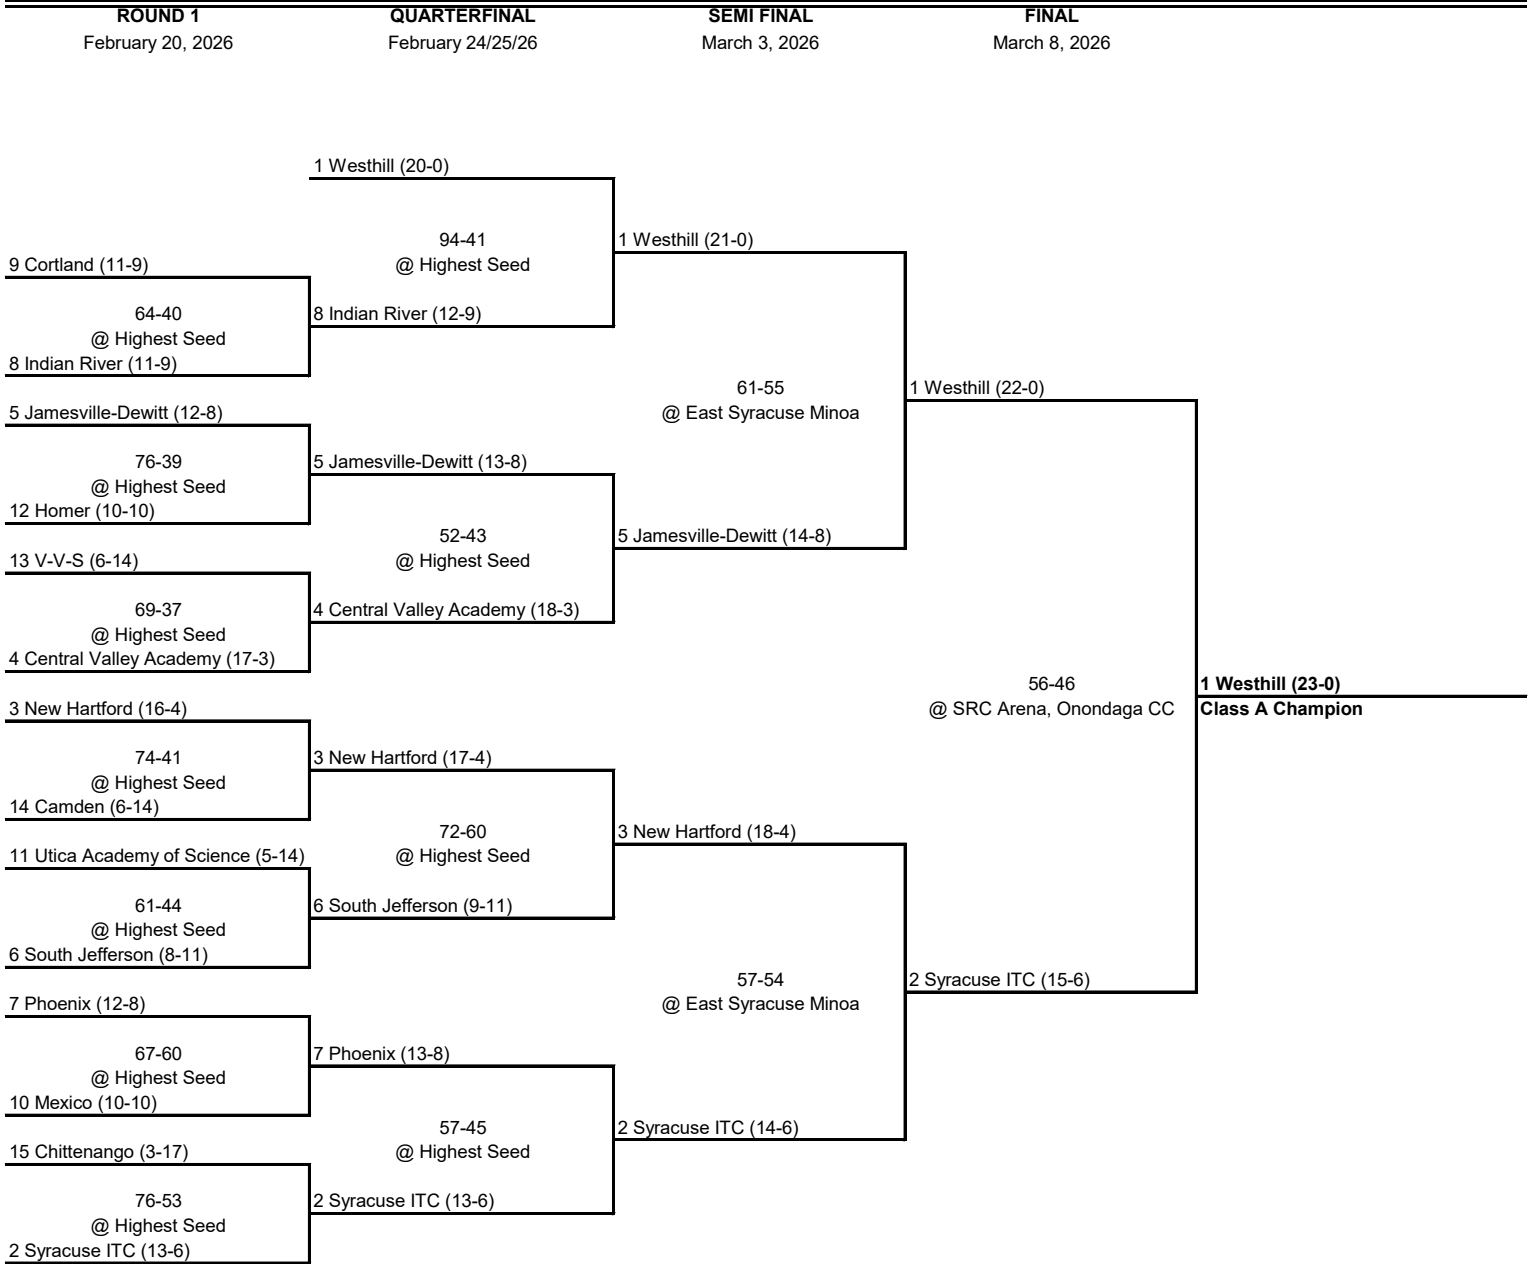 ROUND 1 QUARTERFINAL SEMI FINAL FINAL
February 20, 2026 February 24/25/26 March 3, 2026 March 8, 2026
1 Westhill (20-0)
94-41 1 Westhill (21-0)
9 Cortland (11-9) @ Highest Seed
64-40 8 Indian River (12-9)
@ Highest Seed
8 Indian River (11-9)
61-55 1 Westhill (22-0)
5 Jamesville-Dewitt (12-8) @ East Syracuse Minoa
76-39 5 Jamesville-Dewitt (13-8)
@ Highest Seed
12 Homer (10-10)
52-43 5 Jamesville-Dewitt (14-8)
13 V-V-S (6-14) @ Highest Seed
69-37 4 Central Valley Academy (18-3)
@ Highest Seed
4 Central Valley Academy (17-3)
56-46 1 Westhill (23-0)
3 New Hartford (16-4) @ SRC Arena, Onondaga CC Class A Champion
74-41 3 New Hartford (17-4)
@ Highest Seed
14 Camden (6-14)
72-60 3 New Hartford (18-4)
11 Utica Academy of Science (5-14) @ Highest Seed
61-44 6 South Jefferson (9-11)
@ Highest Seed
6 South Jefferson (8-11)
57-54 2 Syracuse ITC (15-6)
7 Phoenix (12-8) @ East Syracuse Minoa
67-60 7 Phoenix (13-8)
@ Highest Seed
10 Mexico (10-10)
57-45 2 Syracuse ITC (14-6)
15 Chittenango (3-17) @ Highest Seed
76-53 2 Syracuse ITC (13-6)
@ Highest Seed
2 Syracuse ITC (13-6)